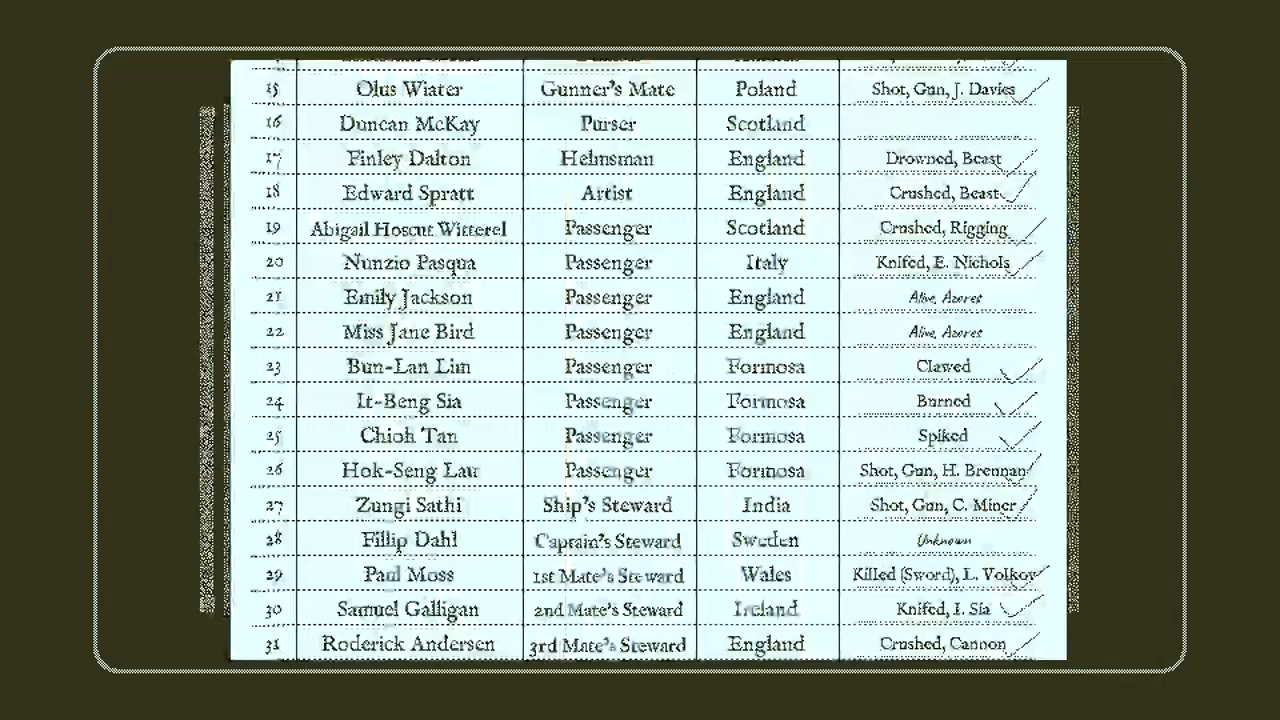 15 Olus Wiater Gunner's Mate Poland Shot, Gun, J. Davies
16 Duncan McKay Purser Scotland
17 Finley Dalton Helmsman England Drowned, Beast
18 Edward Spratt Artist England Crushed, Beast
19 Abigail Hoscut Witterel Passenger Scotland Crushed, Rigging
20 Nunzio Pasqua Passenger Italy Knifed, E. Nichols
21 Emily Jackson Passenger England Alive, Azores
22 Miss Jane Bird Passenger England Alive, Azores
23 Bun-Lan Lim Passenger Formosa Clawed
24 It-Beng Sia Passenger Formosa Burned
25 Chioh Tan Passenger Formosa Spiked
26 Hok-Seng Lau Passenger Formosa Shot, Gun, H. Brennan
27 Zungi Sathi Ship's Steward India Shot, Gun, C. Miner
28 Fillip Dahl Captain's Steward Sweden Unknown
29 Paul Moss 1st Mate's Steward Wales Killed (Sword), L. Volkov
30 Samuel Galligan 2nd Mate's Steward Ireland Knifed, I. Sia
31 Roderick Andersen 3rd Mate's Steward England Crushed, Cannon